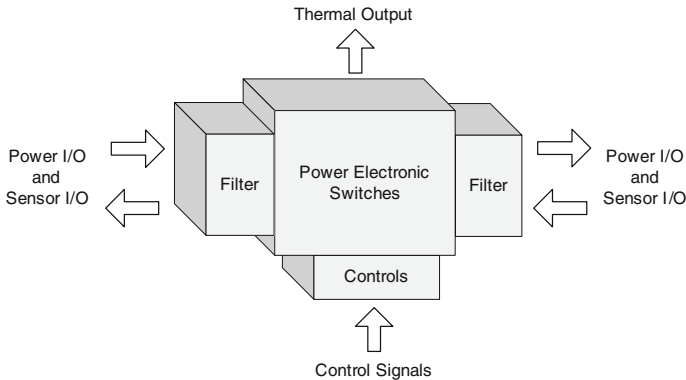 Thermal Output
Power I/O
and
Sensor I/O
Filter
Power Electronic
Switches
Filter
Power I/O
and
Sensor I/O
Controls
Control Signals